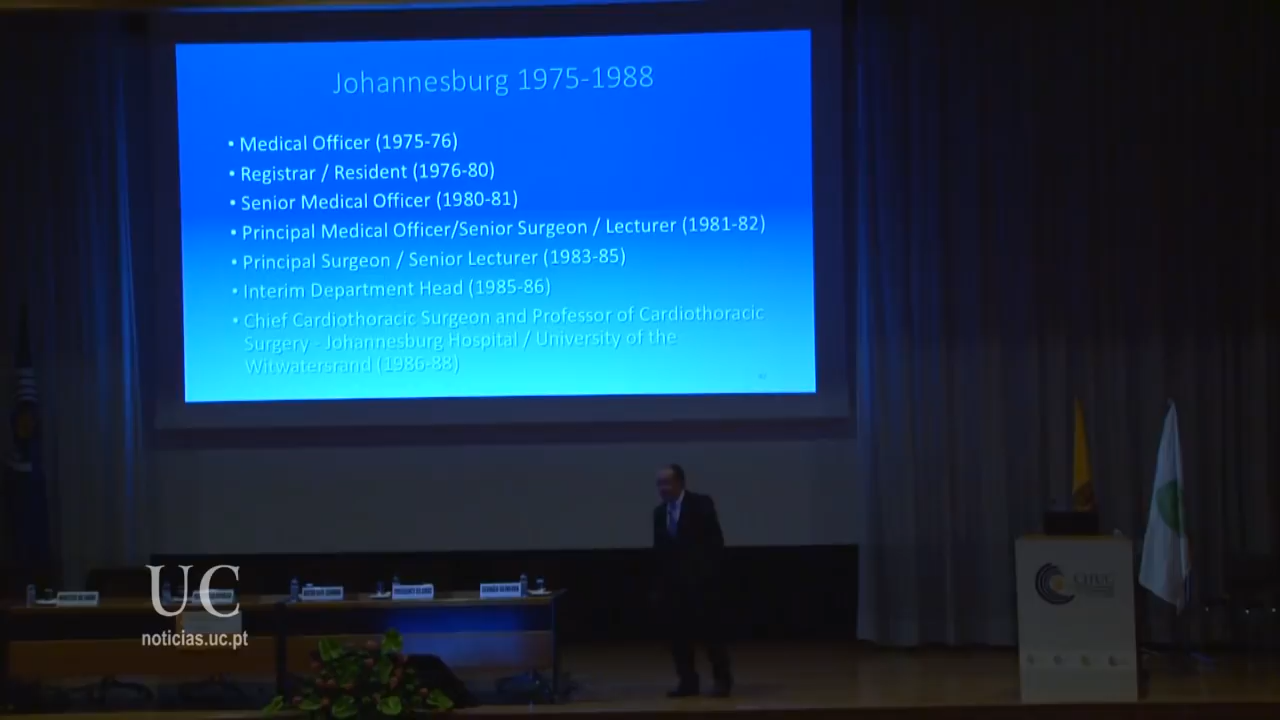 Johannesburg 1975-1988
• Medical Officer (1975-76)
• Registrar / Resident (1976-80)
• Senior Medical Officer (1980-81)
• Principal Medical Officer/Senior Surgeon / Lecturer (1981-82)
• Principal Surgeon / Senior Lecturer (1983-85)
• Interim Department Head (1985-86)
• Chief Cardiothoracic Surgeon and Professor of Cardiothoracic
Surgery - Johannesburg Hospital / University of the
Witwatersrand (1986-88)
UC
noticias.uc.pt